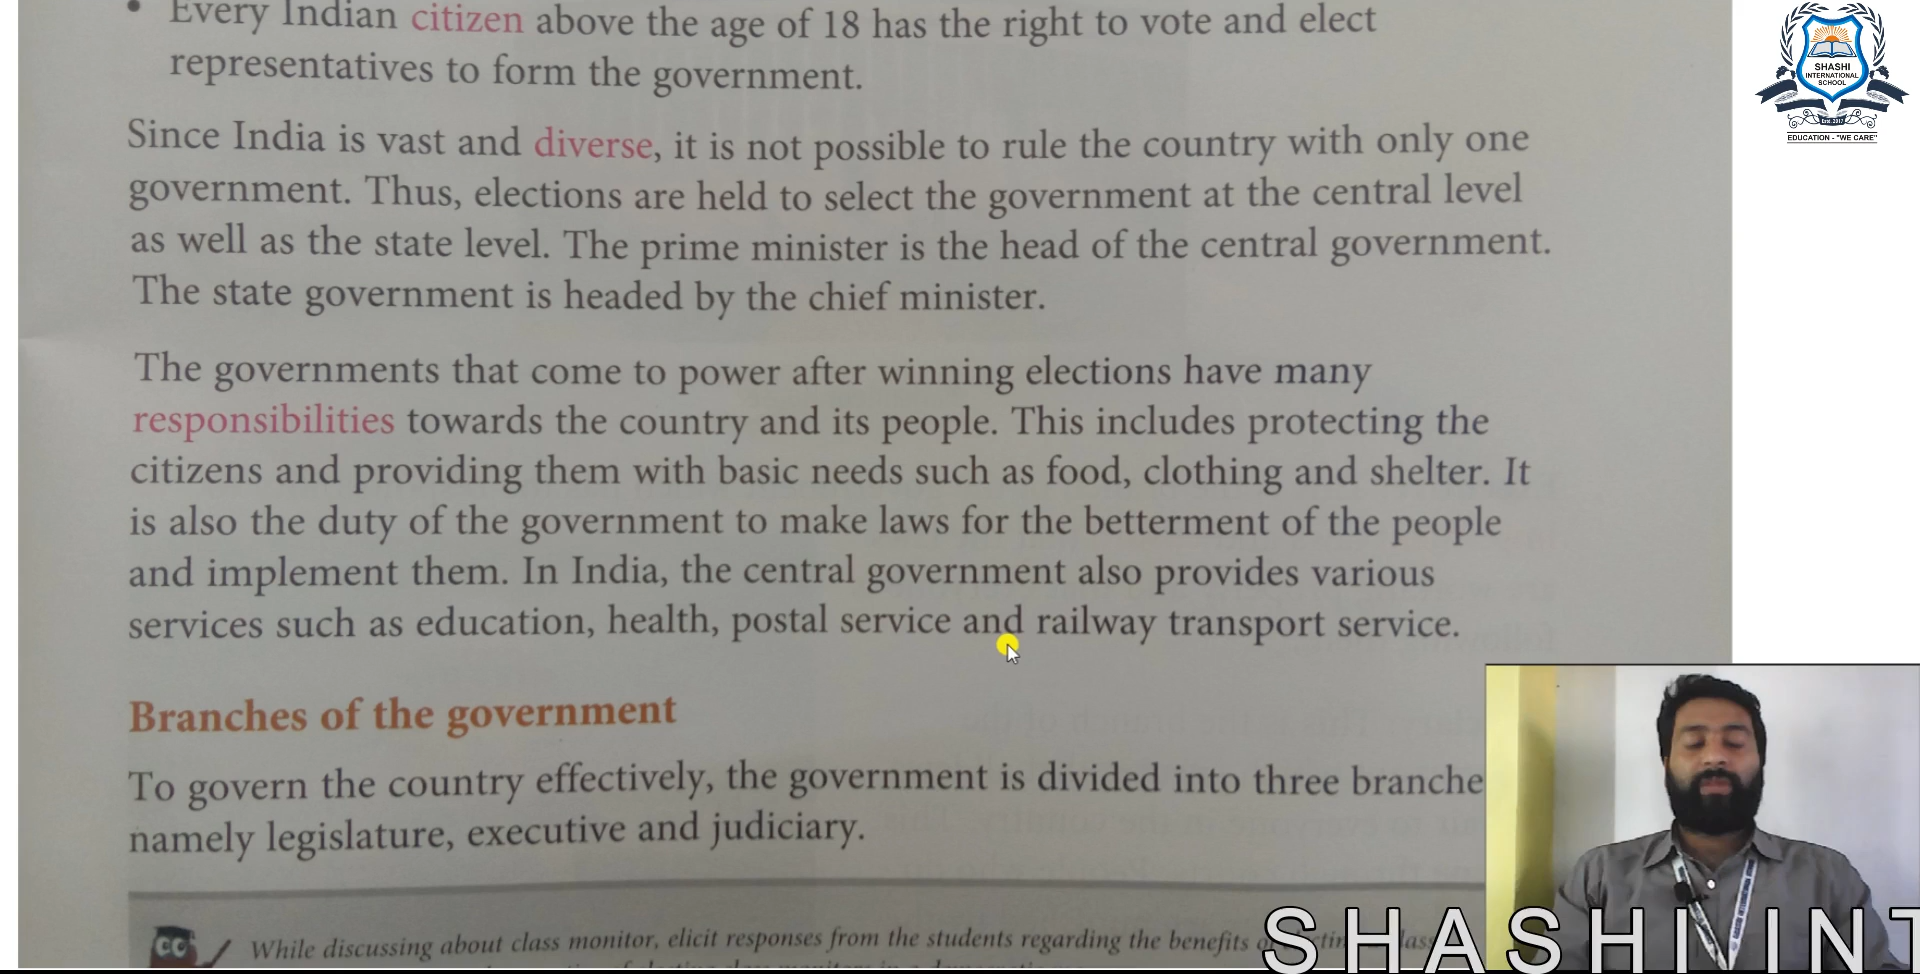 • Every Indian citizen above the age of 18 has the right to vote and elect
representatives to form the government.
Since India is vast and diverse, it is not possible to rule the country with only one
government. Thus, elections are held to select the government at the central level
as well as the state level. The prime minister is the head of the central government.
The state government is headed by the chief minister.
The governments that come to power after winning elections have many
responsibilities towards the country and its people. This includes protecting the
citizens and providing them with basic needs such as food, clothing and shelter. It
is also the duty of the government to make laws for the betterment of the people
and implement them. In India, the central government also provides various
services such as education, health, postal service and railway transport service.
Branches of the government
To govern the country effectively, the government is divided into three branche
namely legislature, executive and judiciary.
While discussing about class monitor, elicit responses from the students regarding the benefits
SHASHI
INTERNATIONAL
SCHOOL
Estd. 2017
EDUCATION - "WE CARE"
SHASHI INT